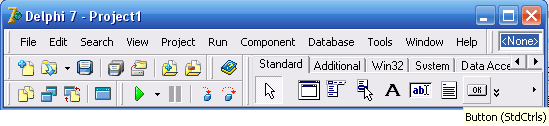 Delphi 7 - Project1
File Edit Search View Project Run Component Database Tools Window Help <None>
Standard Additional Win32 System Data Acce
A ab OK
Button (StdCtrls)